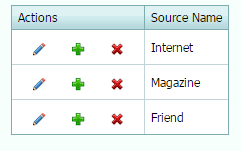 Actions Source Name
Internet
Magazine
Friend